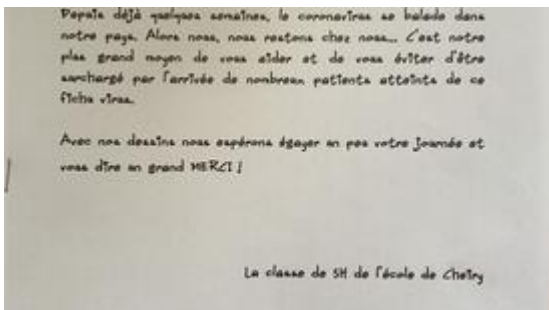 Depuis déjà quelques semaines, le coronavirus se balade dans
notre pays. Alors nous, nous restons chez nous... C'est notre
plus grand moyen de vous aider et de vous éviter d'être
surchargé par l'arrivée de nombreux patients atteints de ce
fichu virus.
Avec nos dessins nous espérons égayer un peu votre journée et
vous dire un grand MERCI !
La classe de 5H de l'école de Cheiry